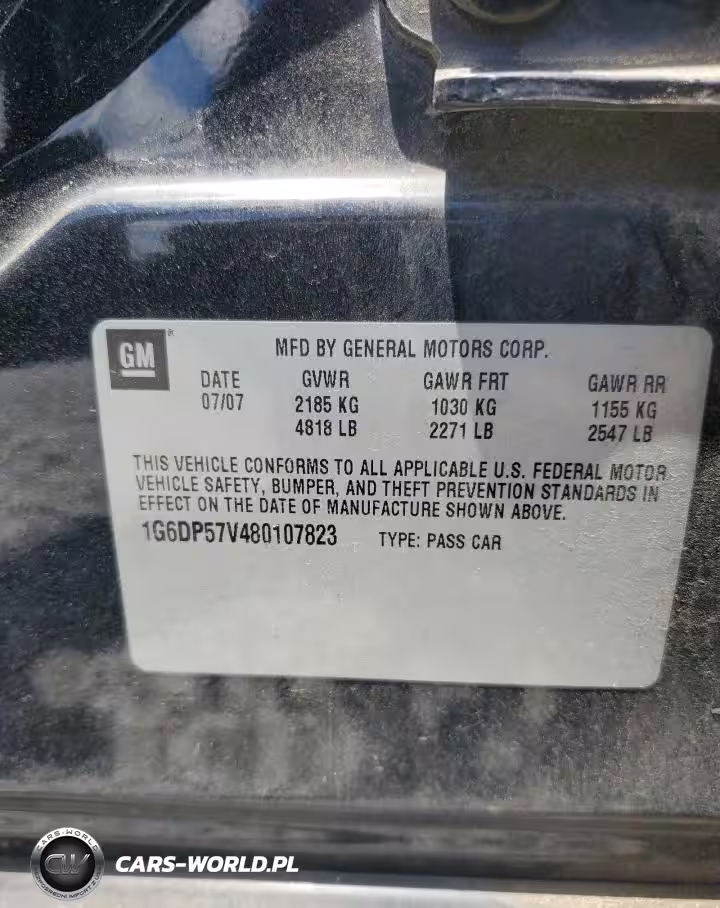 GM ®
MFD BY GENERAL MOTORS CORP.
DATE GVWR GAWR FRT GAWR RR
07/07 2185 KG 1030 KG 1155 KG
4818 LB 2271 LB 2547 LB
THIS VEHICLE CONFORMS TO ALL APPLICABLE U.S. FEDERAL MOTOR
VEHICLE SAFETY, BUMPER, AND THEFT PREVENTION STANDARDS IN
EFFECT ON THE DATE OF MANUFACTURE SHOWN ABOVE.
1G6DP57V480107823 TYPE: PASS CAR
CARS-WORLD
CW
CARS-WORLD.PL